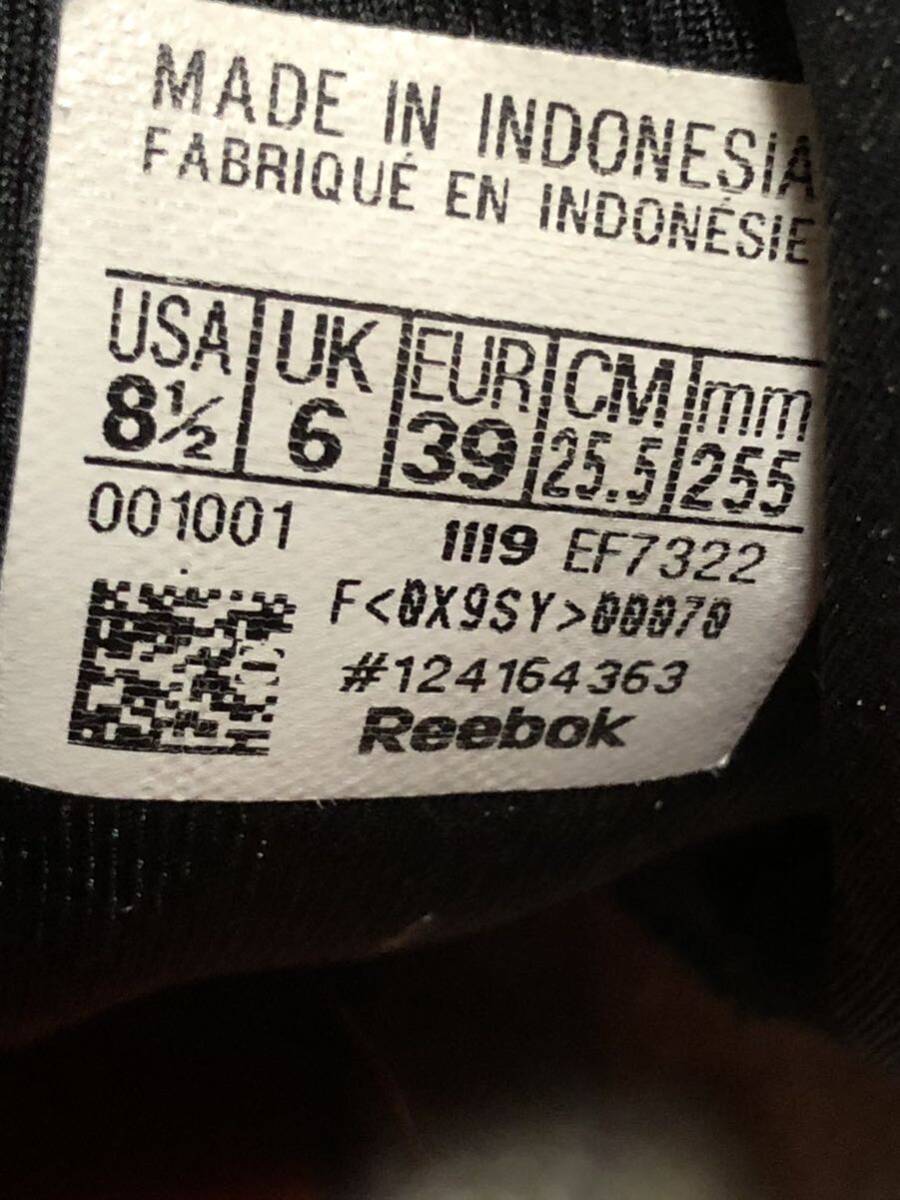 MADE IN INDONESIA
FABRIQUÉ EN INDONÉSIE
USA UK EUR CM mm
8½ 6 39 25.5 255
001001 1119 EF7322
F<0X9SY>00070
#124164363
Reebok